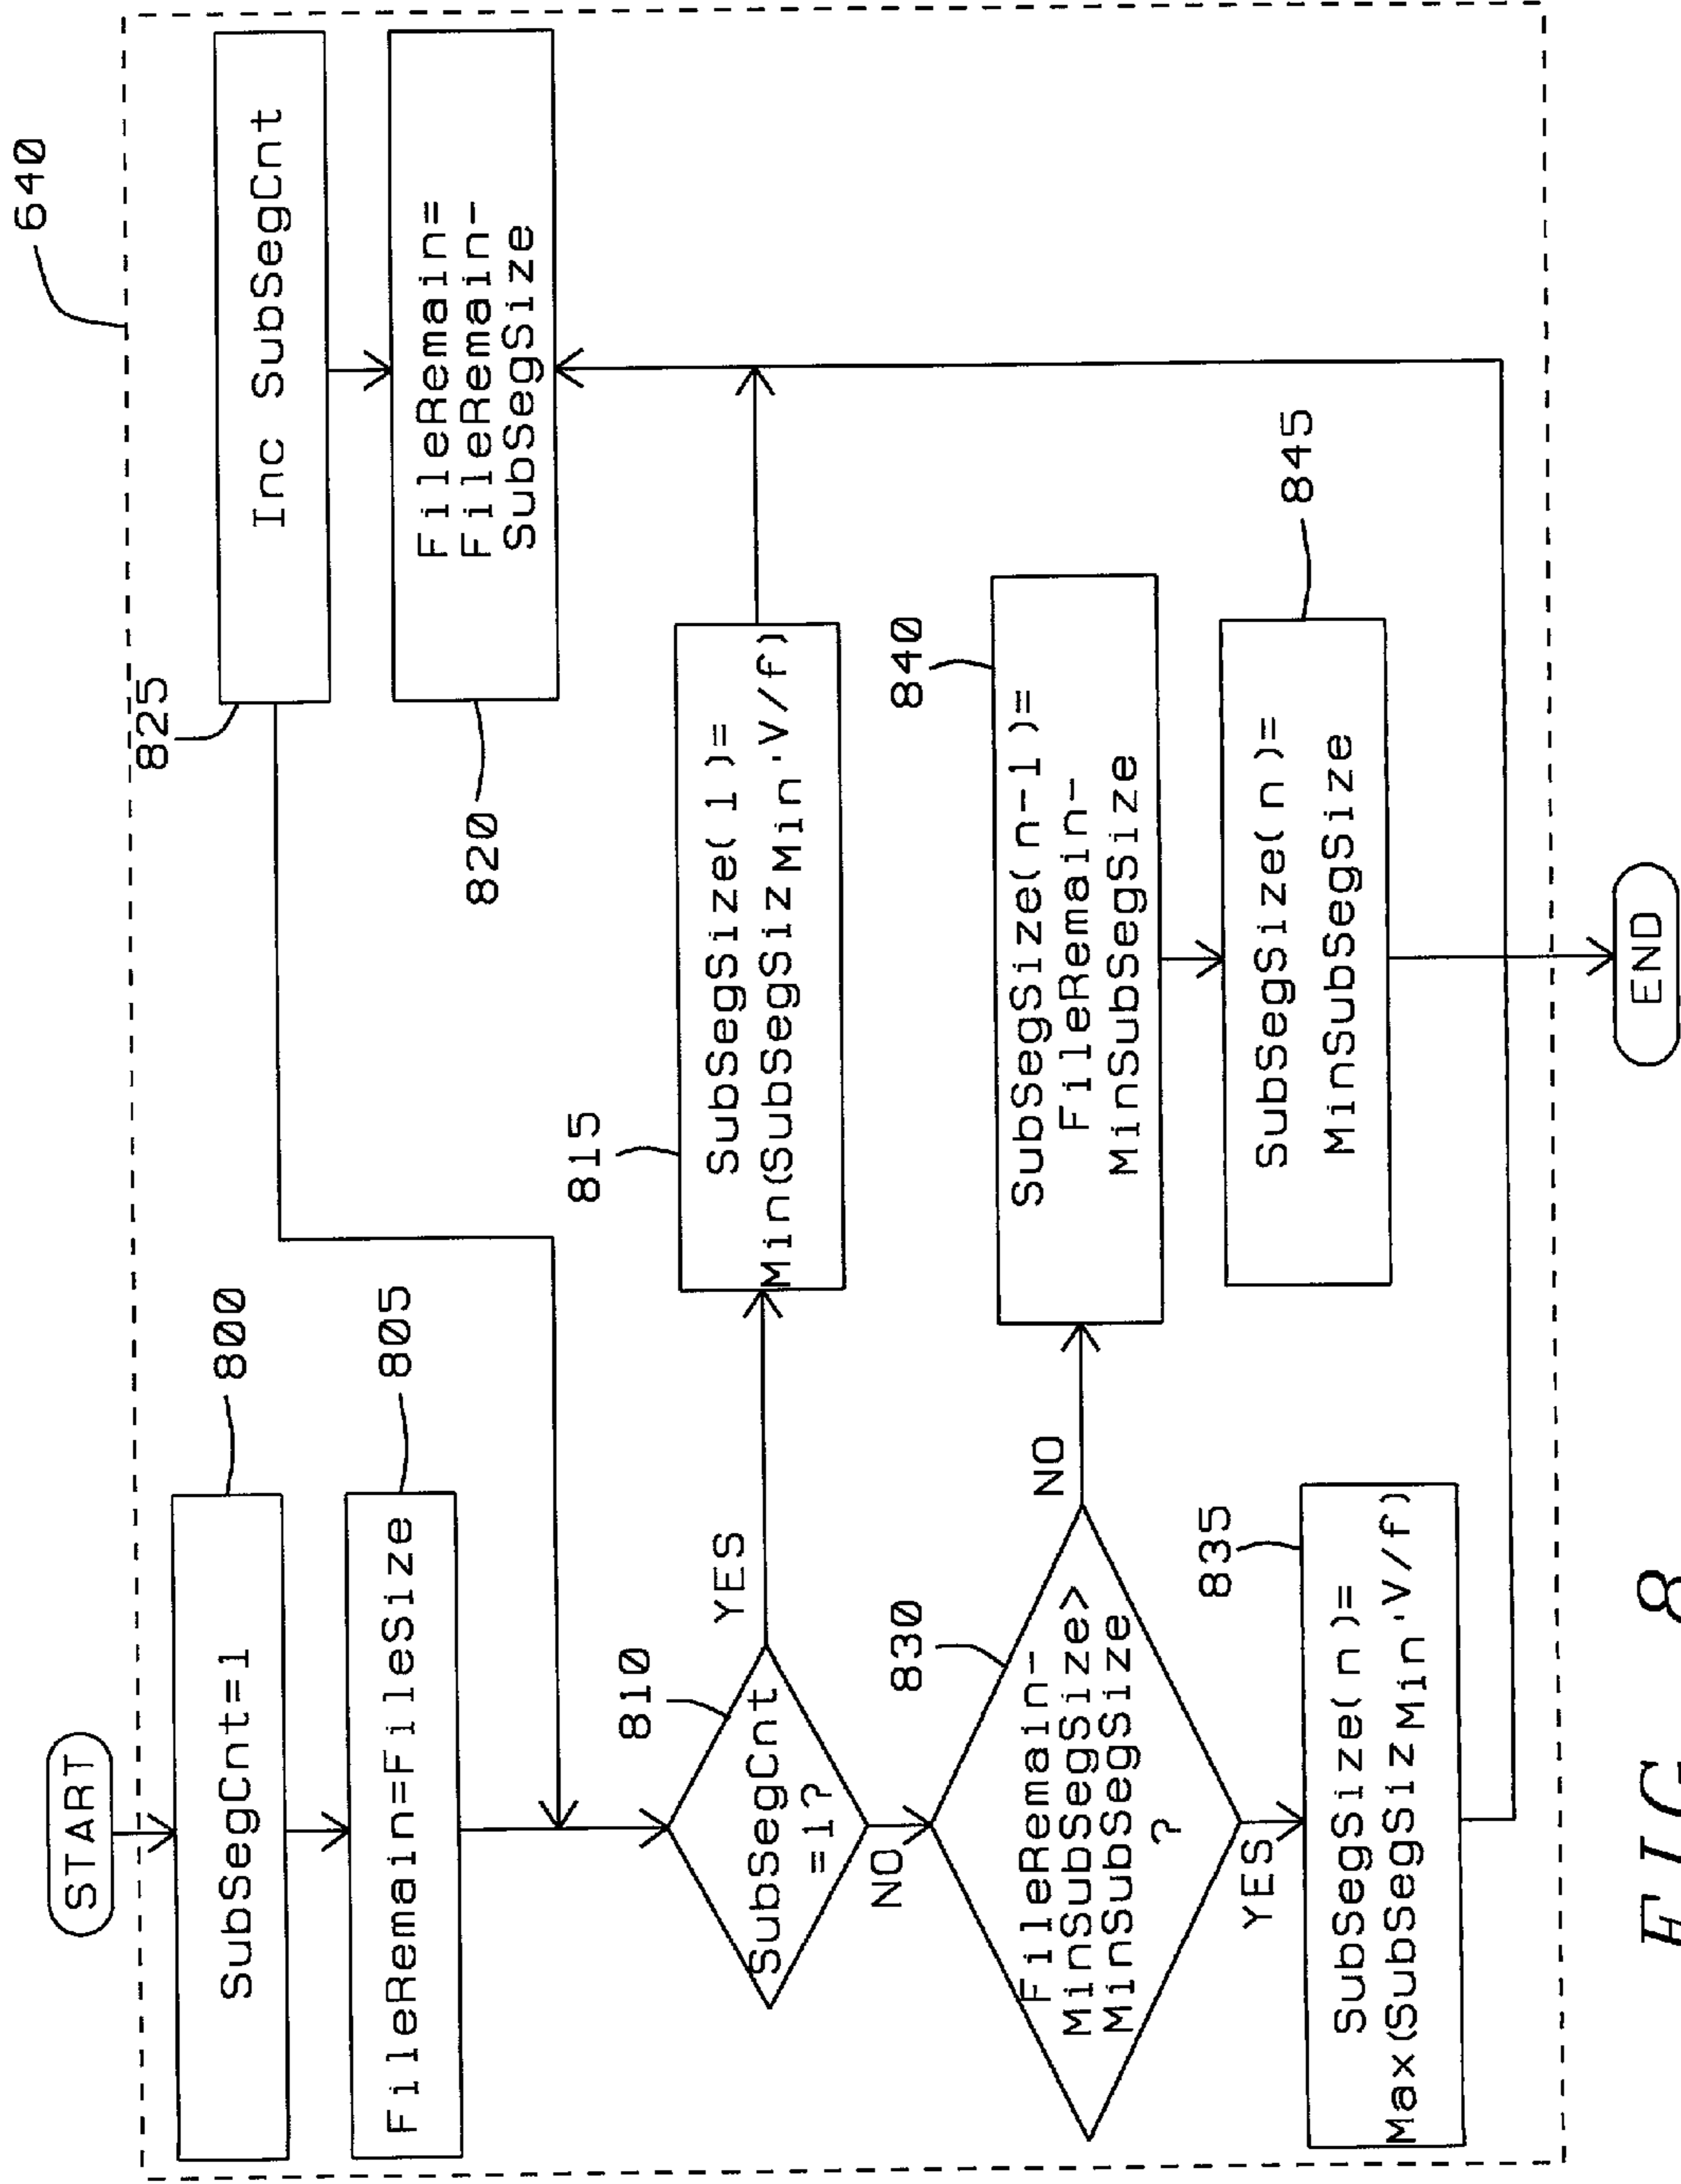 640
START
SubSegCnt=1
800
FileRemain=FileSize
805
SubSegCnt
=1?
810
YES
NO
SubSegSize(1)=
Min(SubSegSizMin'V/f)
815
FileRemain=
FileRemain-
SubSegSize
820
Inc SubSegCnt
825
FileRemain-
MinSubSegSize>
MinSubSegSize
?
830
NO
YES
SubSegSize(n)=
Max(SubSegSizMin'V/f)
835
SubSegSize(n-1)=
FileRemain-
MinSubSegSize
840
SubSegSize(n)=
MinSubSegSize
845
END
FIG. 8